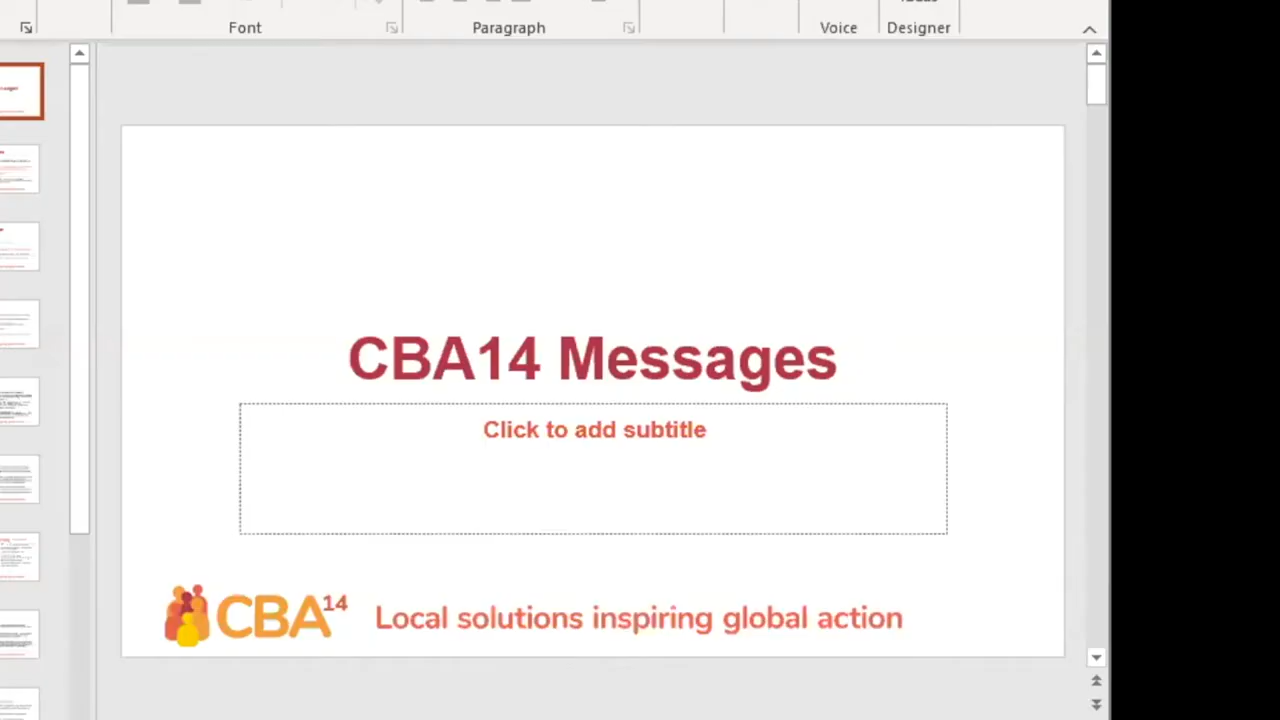 Font
Paragraph
Voice
Designer
CBA14 Messages
Click to add subtitle
CBA14
Local solutions inspiring global action